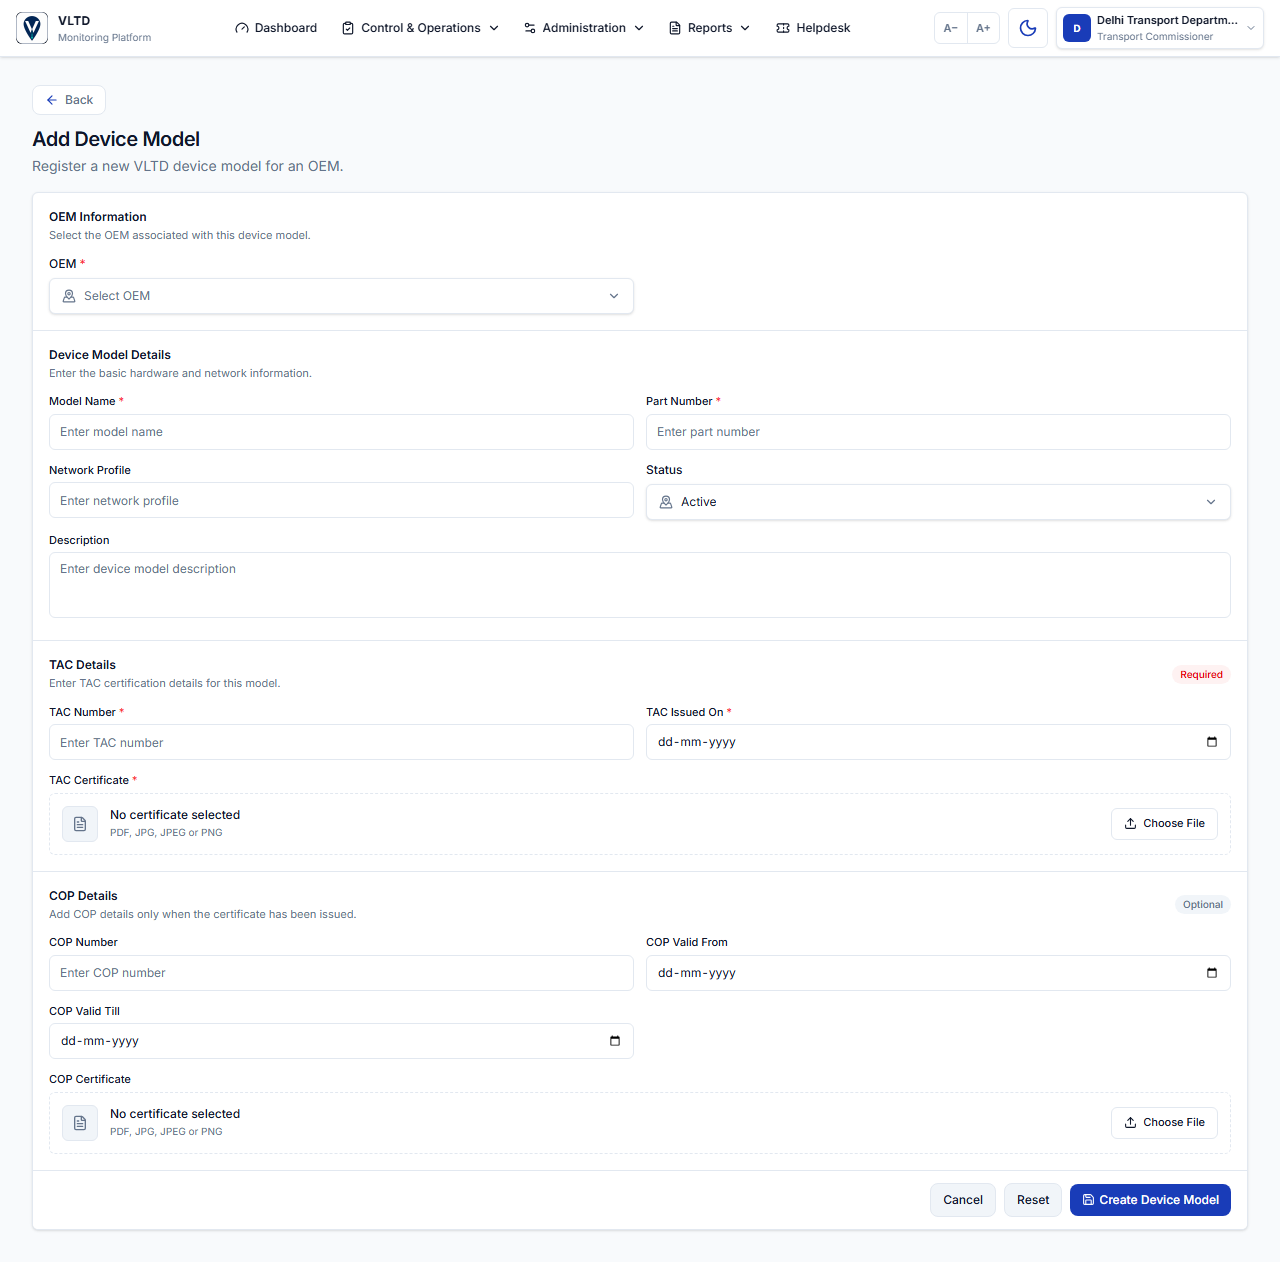 VLTD
Monitoring Platform
Dashboard
Control & Operations
Administration
Reports
Helpdesk
A−
A+
D
Delhi Transport Departm...
Transport Commissioner
Back
Add Device Model
Register a new VLTD device model for an OEM.
OEM Information
Select the OEM associated with this device model.
OEM *
Select OEM
Device Model Details
Enter the basic hardware and network information.
Model Name *
Part Number *
Enter model name
Enter part number
Network Profile
Status
Enter network profile
Active
Description
Enter device model description
TAC Details
Enter TAC certification details for this model.
Required
TAC Number *
TAC Issued On *
Enter TAC number
dd-mm-yyyy
TAC Certificate *
No certificate selected
PDF, JPG, JPEG or PNG
Choose File
COP Details
Add COP details only when the certificate has been issued.
Optional
COP Number
COP Valid From
Enter COP number
dd-mm-yyyy
COP Valid Till
dd-mm-yyyy
COP Certificate
No certificate selected
PDF, JPG, JPEG or PNG
Choose File
Cancel
Reset
Create Device Model